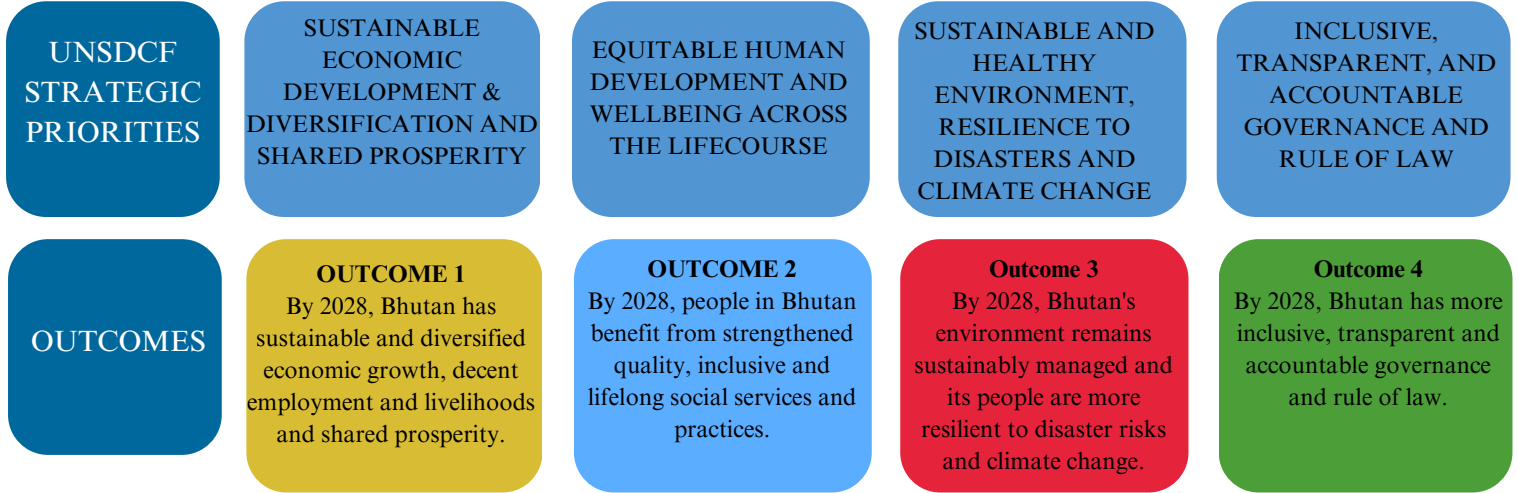 UNSDCF
STRATEGIC
PRIORITIES
SUSTAINABLE
ECONOMIC
DEVELOPMENT &
DIVERSIFICATION AND
SHARED PROSPERITY
EQUITABLE HUMAN
DEVELOPMENT AND
WELLBEING ACROSS
THE LIFECOURSE
SUSTAINABLE AND
HEALTHY
ENVIRONMENT,
RESILIENCE TO
DISASTERS AND
CLIMATE CHANGE
INCLUSIVE,
TRANSPARENT, AND
ACCOUNTABLE
GOVERNANCE AND
RULE OF LAW
OUTCOMES
OUTCOME 1
By 2028, Bhutan has
sustainable and diversified
economic growth, decent
employment and livelihoods
and shared prosperity.
OUTCOME 2
By 2028, people in Bhutan
benefit from strengthened
quality, inclusive and
lifelong social services and
practices.
Outcome 3
By 2028, Bhutan's
environment remains
sustainably managed and
its people are more
resilient to disaster risks
and climate change.
Outcome 4
By 2028, Bhutan has more
inclusive, transparent and
accountable governance
and rule of law.